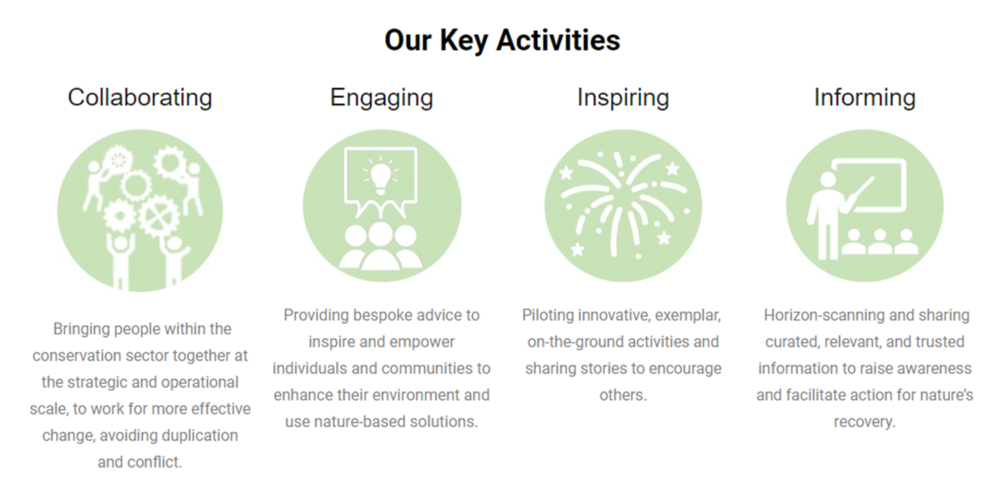 Our Key Activities
Collaborating
Bringing people within the
conservation sector together at
the strategic and operational
scale, to work for more effective
change, avoiding duplication
and conflict.
Engaging
Providing bespoke advice to
inspire and empower
individuals and communities to
enhance their environment and
use nature-based solutions.
Inspiring
Piloting innovative, exemplar,
on-the-ground activities and
sharing stories to encourage
others.
Informing
Horizon-scanning and sharing
curated, relevant, and trusted
information to raise awareness
and facilitate action for nature’s
recovery.